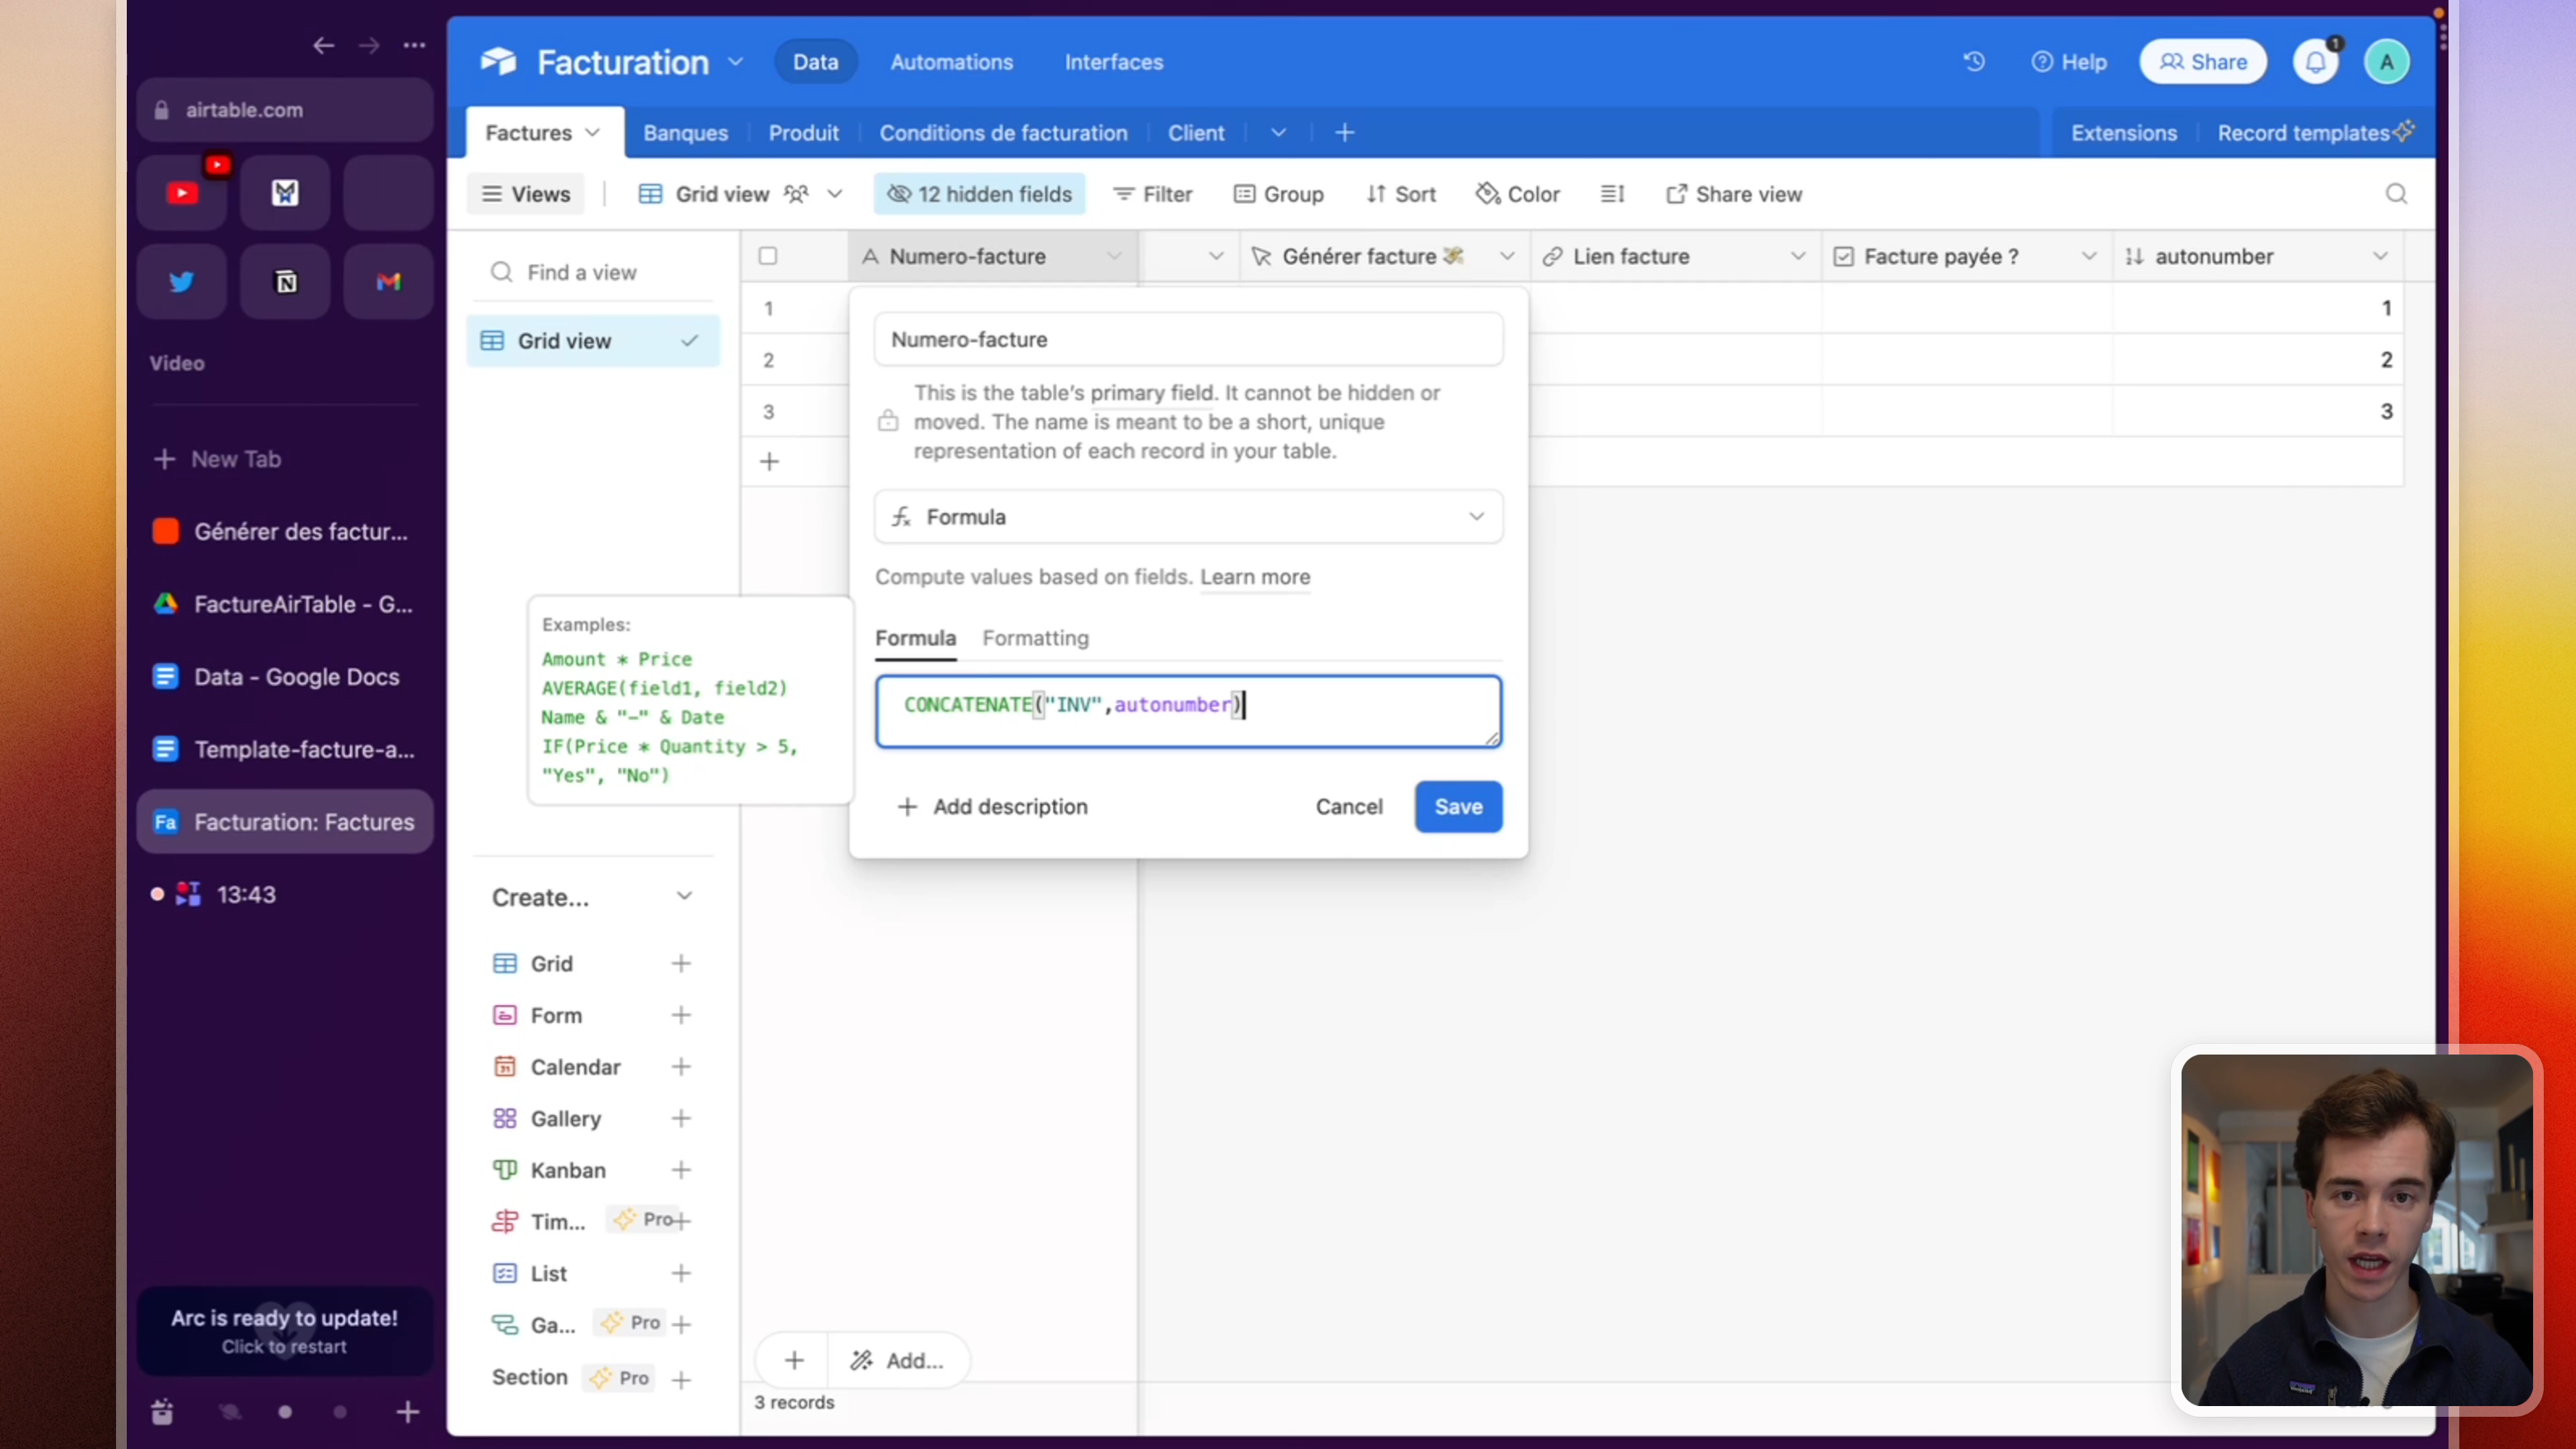 airtable.com
Video
New Tab
Générer des factur...
FactureAirTable - G...
Data - Google Docs
Template-facture-a...
Fa Facturation: Factures
13:43
Arc is ready to update!
Click to restart
Facturation
Data
Automations
Interfaces
Help
Share
1
A
Factures
Banques
Produit
Conditions de facturation
Client
Extensions
Record templates
Views
Grid view
12 hidden fields
Filter
Group
Sort
Color
Share view
Find a view
Grid view
Numero-facture
Générer facture
Lien facture
Facture payée ?
autonumber
1
1
2
2
3
3
Numero-facture
This is the table's primary field. It cannot be hidden or
moved. The name is meant to be a short, unique
representation of each record in your table.
Formula
Compute values based on fields. Learn more
Formula
Formatting
CONCATENATE("INV",autonumber)
Add description
Cancel
Save
Examples:
Amount * Price
AVERAGE(field1, field2)
Name & "-" & Date
IF(Price * Quantity > 5,
"Yes", "No")
Create...
Grid
Form
Calendar
Gallery
Kanban
Tim... Pro
List
Ga... Pro
Section Pro
Add...
3 records